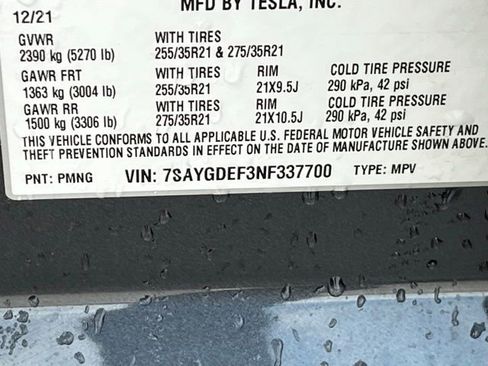 MFD BY TESLA, INC.
12/21
GVWR WITH TIRES
2390 kg (5270 lb) 255/35R21 & 275/35R21
GAWR FRT WITH TIRES RIM COLD TIRE PRESSURE
1363 kg (3004 lb) 255/35R21 21X9.5J 290 kPa, 42 psi
GAWR RR WITH TIRES RIM COLD TIRE PRESSURE
1500 kg (3306 lb) 275/35R21 21X10.5J 290 kPa, 42 psi
THIS VEHICLE CONFORMS TO ALL APPLICABLE U.S. FEDERAL MOTOR VEHICLE SAFETY AND
THEFT PREVENTION STANDARDS IN EFFECT ON THE DATE OF MANUFACTURE SHOWN ABOVE.
PNT: PMNG VIN: 7SAYGDEF3NF337700 TYPE: MPV